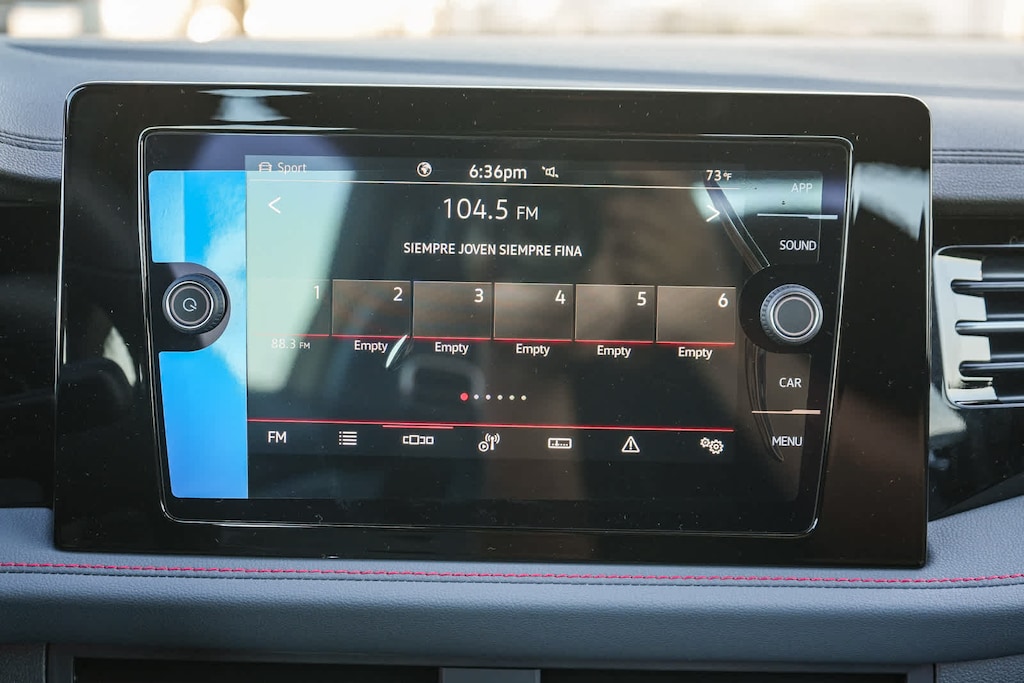 Sport 6:36pm 73°F
APP
104.5 FM
SOUND
SIEMPRE JOVEN SIEMPRE FINA
1 2 3 4 5 6
88.3 FM Empty Empty Empty Empty Empty
CAR
FM
MENU